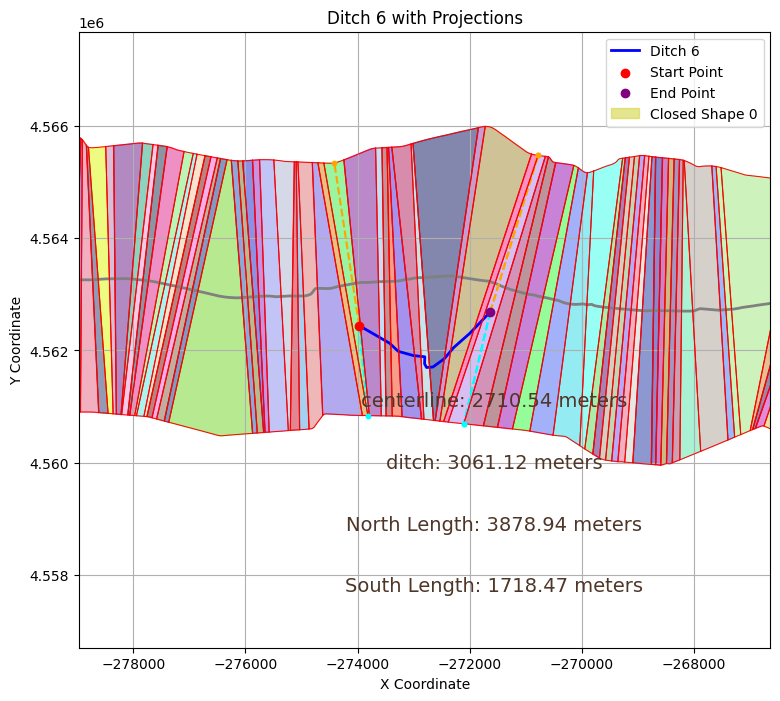 Ditch 6 with Projections
1e6
Ditch 6
Start Point
End Point
Closed Shape 0
4.566
4.564
4.562
4.560
4.558
Y Coordinate
centerline: 2710.54 meters
ditch: 3061.12 meters
North Length: 3878.94 meters
South Length: 1718.47 meters
−278000 −276000 −274000 −272000 −270000 −268000
X Coordinate